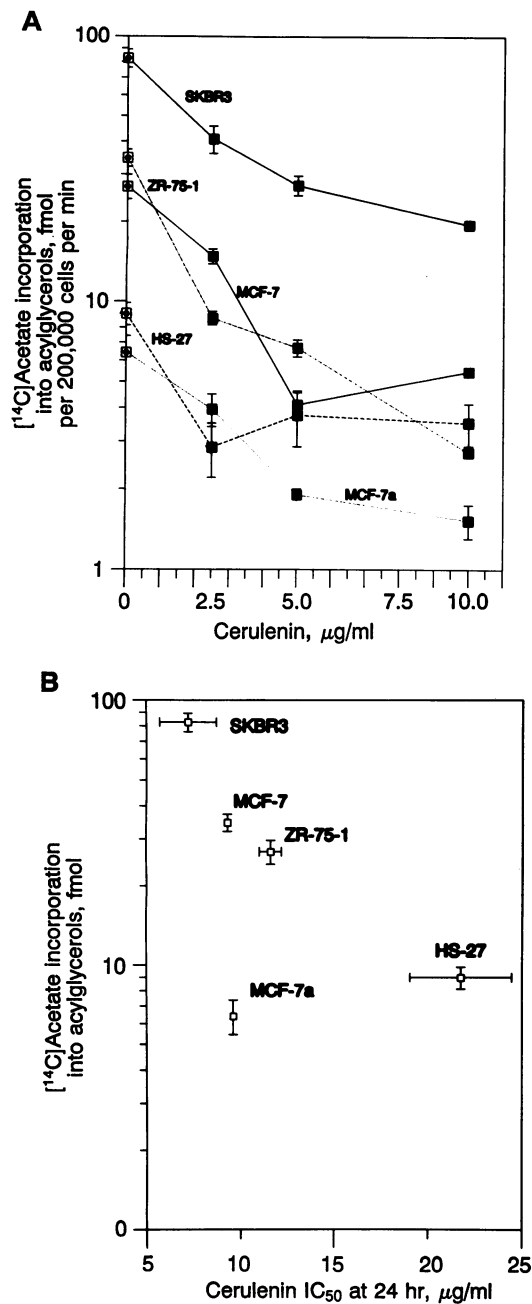 A
100
10
1
[¹⁴C]Acetate incorporation
into acylglycerols, fmol
per 200,000 cells per min
SKBR3
ZR-75-1
MCF-7
HS-27
MCF-7a
0 2.5 5.0 7.5 10.0
Cerulenin, μg/ml
B
100
10
0
[¹⁴C]Acetate incorporation
into acylglycerols, fmol
SKBR3
MCF-7
ZR-75-1
HS-27
MCF-7a
5 10 15 20 25
Cerulenin IC₅₀ at 24 hr, μg/ml